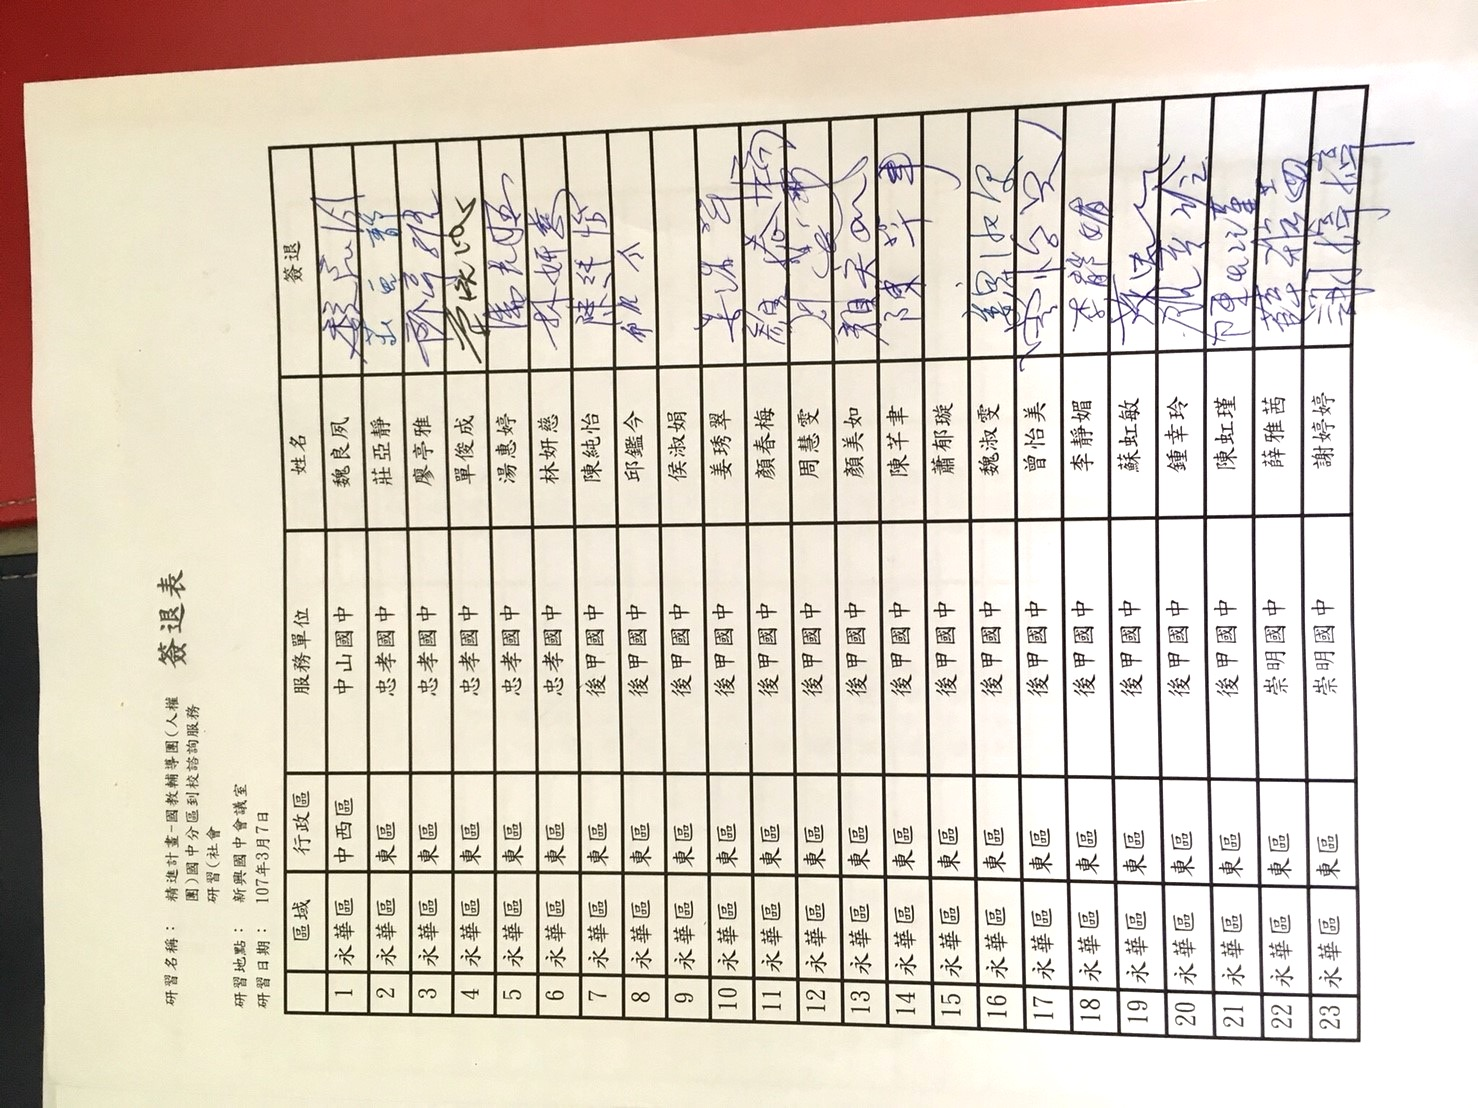 簽退表
研習名稱： 精進計畫-國教輔導團(人權
團)國中分區到校諮詢服務
研習(社會
研習地點： 新興國中會議室
研習日期： 107年3月7日
區域 行政區 服務單位 姓名 簽退
1 永華區 中西區 中山國中 魏良夙
2 永華區 東區 忠孝國中 莊亞靜
3 永華區 東區 忠孝國中 廖亭雅
4 永華區 東區 忠孝國中 單俊成
5 永華區 東區 忠孝國中 湯惠婷
6 永華區 東區 忠孝國中 林妍慈 林妍慈
7 永華區 東區 後甲國中 陳純怡 陳純怡
8 永華區 東區 後甲國中 邱鑑今
9 永華區 東區 後甲國中 侯淑娟
10 永華區 東區 後甲國中 姜琇翠
11 永華區 東區 後甲國中 顏春梅
12 永華區 東區 後甲國中 周慧雯
13 永華區 東區 後甲國中 顏美如
14 永華區 東區 後甲國中 陳芊聿 陳芊聿
15 永華區 東區 後甲國中 蕭郁璇
16 永華區 東區 後甲國中 魏淑雯
17 永華區 東區 後甲國中 曾怡美
18 永華區 東區 後甲國中 李靜媚 李靜媚
19 永華區 東區 後甲國中 蘇虹敏
20 永華區 東區 後甲國中 鍾幸玲
21 永華區 東區 後甲國中 陳虹瑾
22 永華區 東區 崇明國中 薛雅茜
23 永華區 東區 崇明國中 謝婷婷